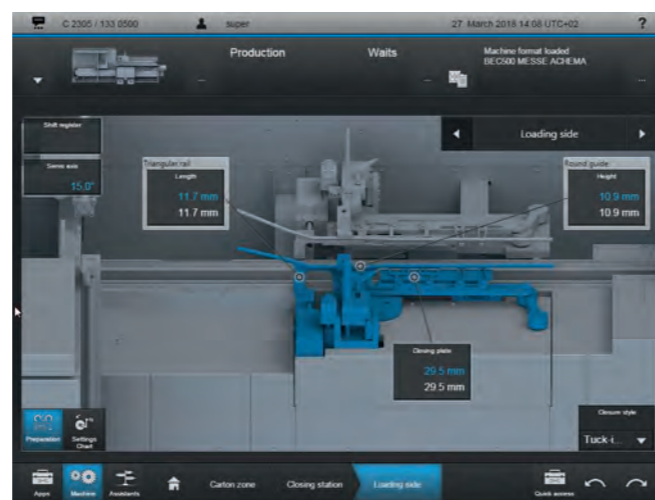 C 2305 / 133 0500
super
27 March 2018 14:08 UTC+02
?
Production
Waits
Machine format loaded
BEC500 MESSE ACHEMA
Shift register
Servo axis
15.0°
Loading side
Triangular rail
Length
11.7 mm
11.7 mm
Round guide
Height
10.9 mm
10.9 mm
Closing plate
29.5 mm
29.5 mm
Preparation
Settings
Chart
Closure style
Tuck-i...
Apps
Machine
Assistants
Carton zone
Closing station
Loading side
Quick access